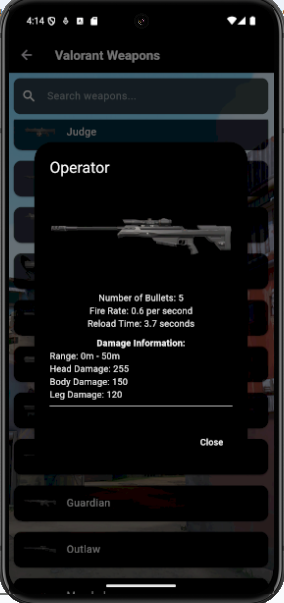 4:14
Valorant Weapons
Search weapons...
Judge
Operator
Number of Bullets: 5
Fire Rate: 0.6 per second
Reload Time: 3.7 seconds
Damage Information:
Range: 0m - 50m
Head Damage: 255
Body Damage: 150
Leg Damage: 120
Close
Guardian
Outlaw